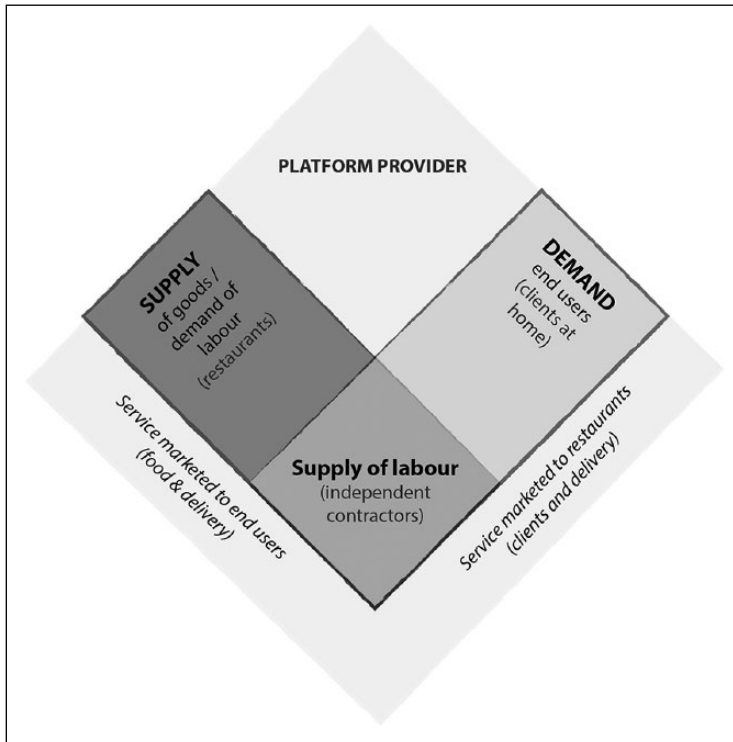 PLATFORM PROVIDER
SUPPLY
of goods /
demand of
labour
(restaurants)
DEMAND
end users
(clients at
home)
Supply of labour
(independent
contractors)
Service marketed to end users
(food & delivery)
Service marketed to restaurants
(clients and delivery)